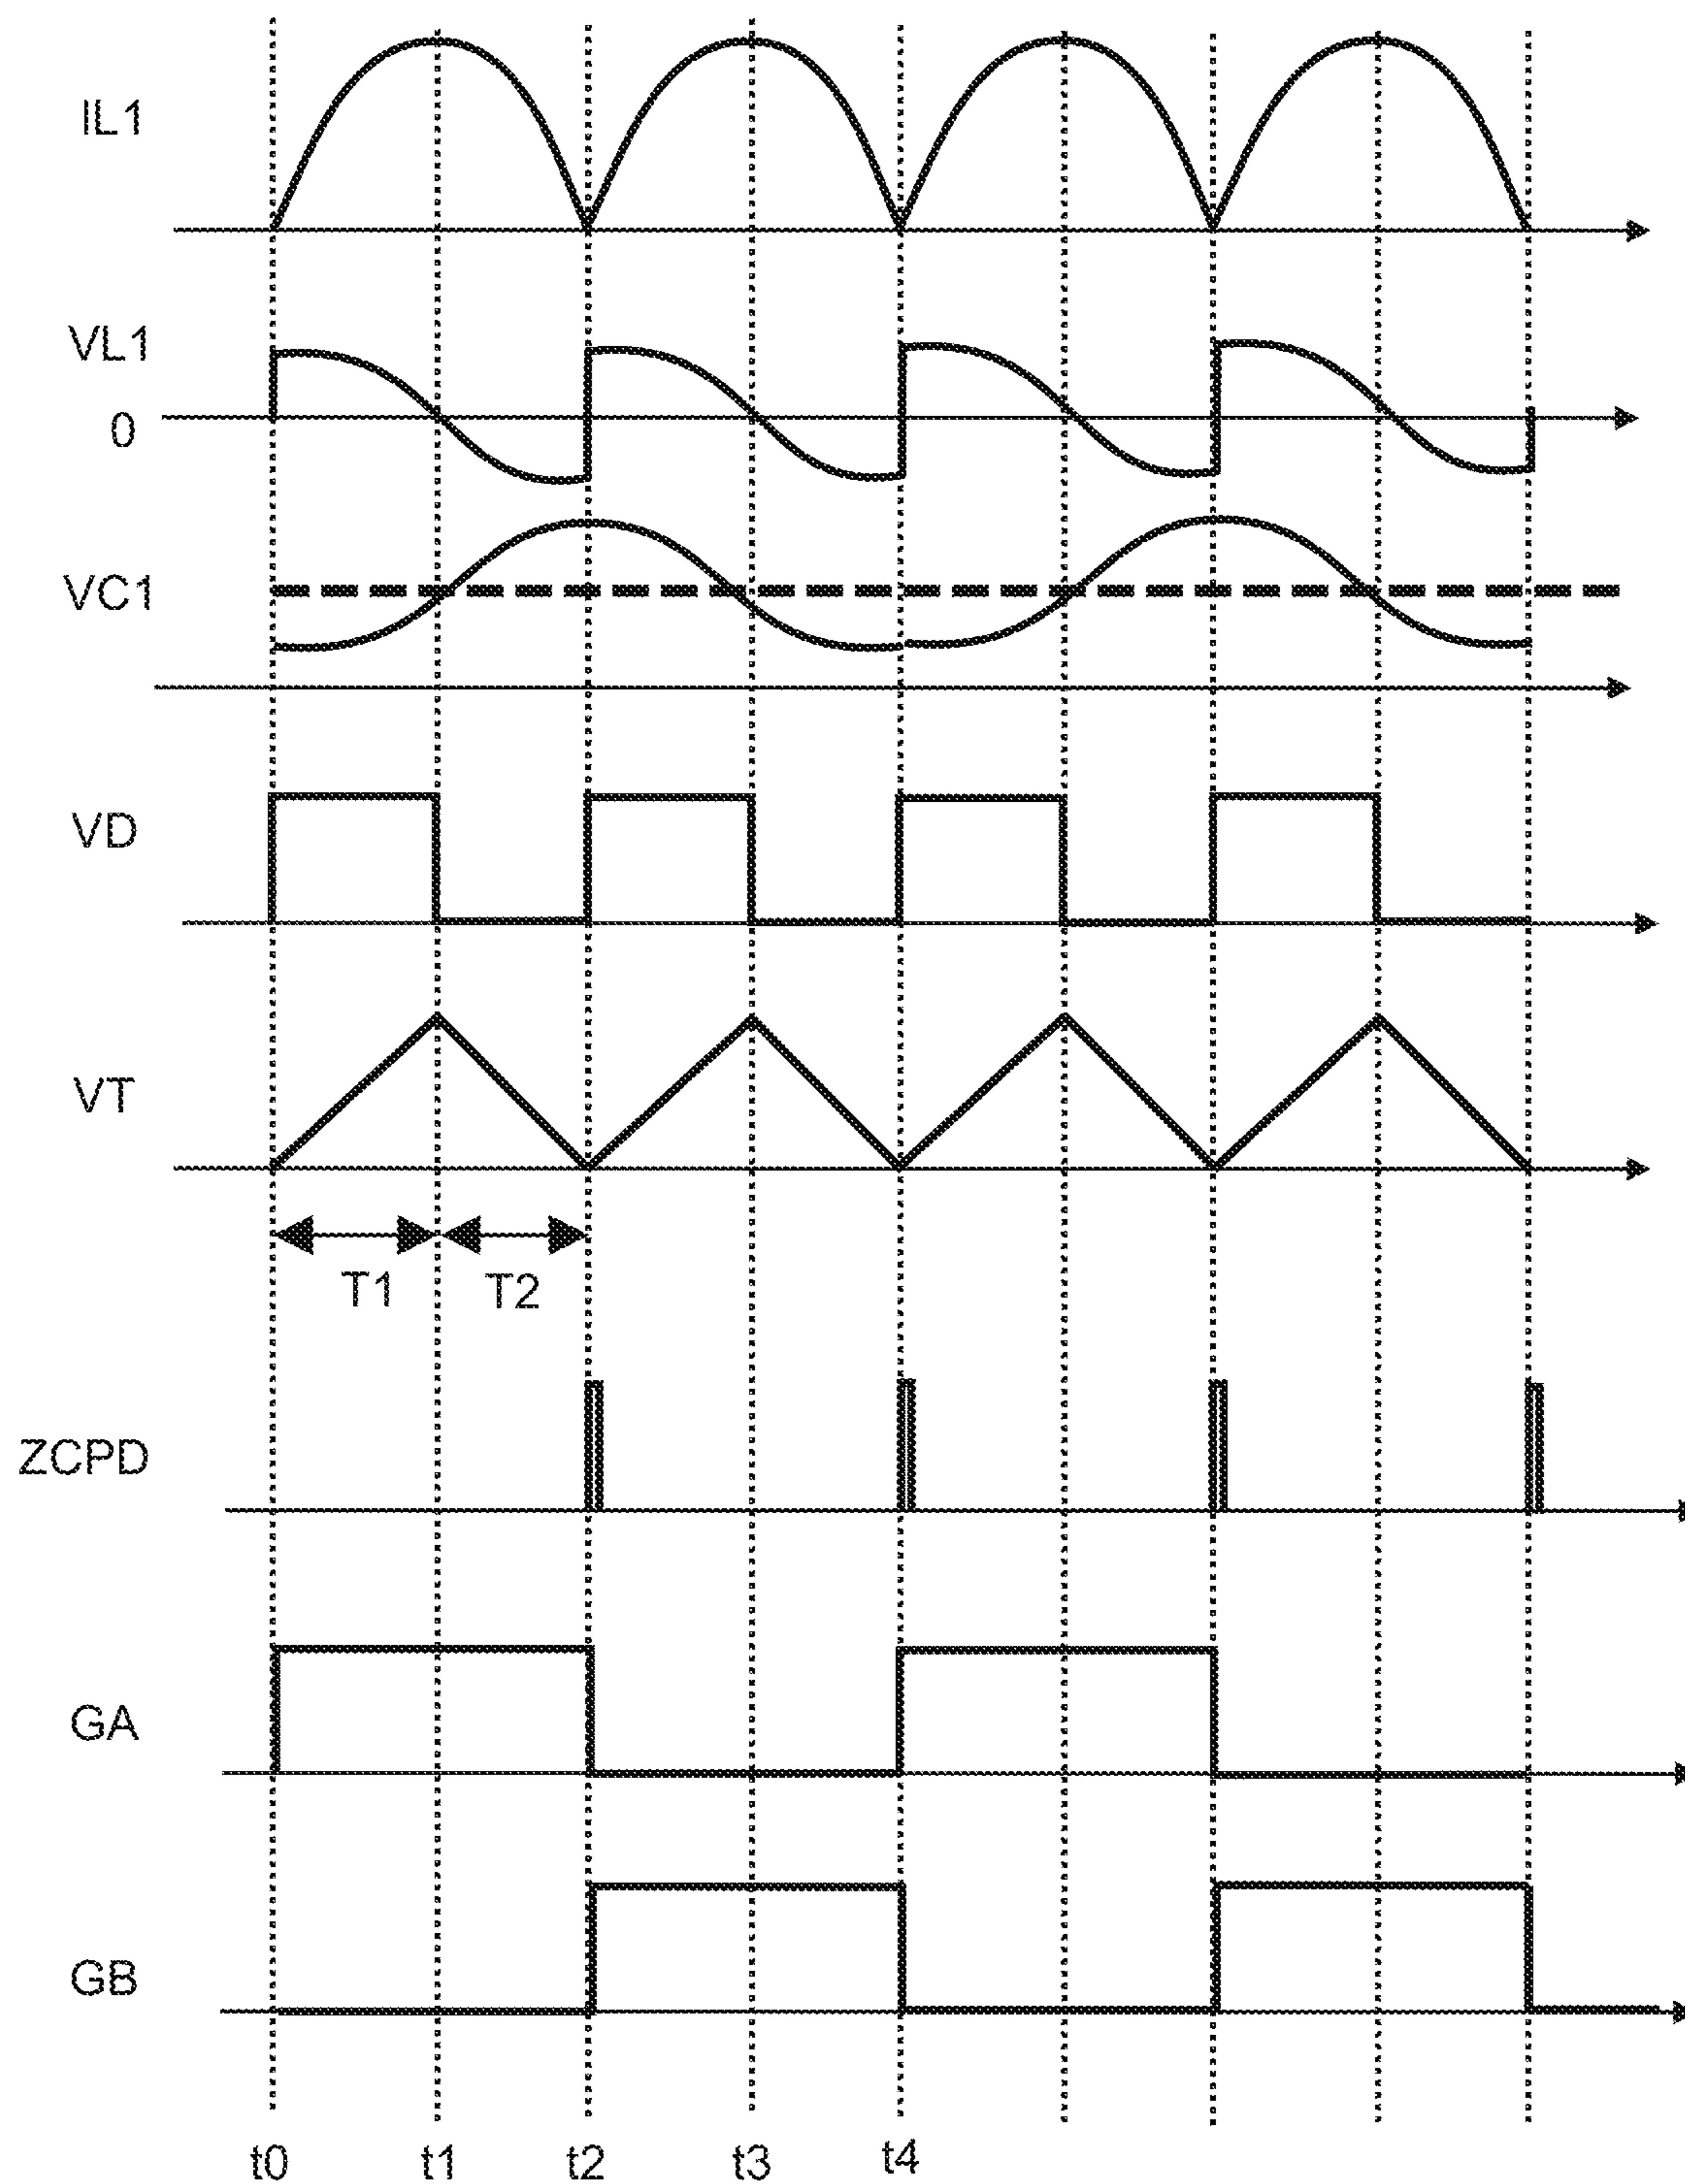 IL1
VL1
0
VC1
VD
VT
T1 T2
ZCPD
GA
GB
t0 t1 t2 t3 t4